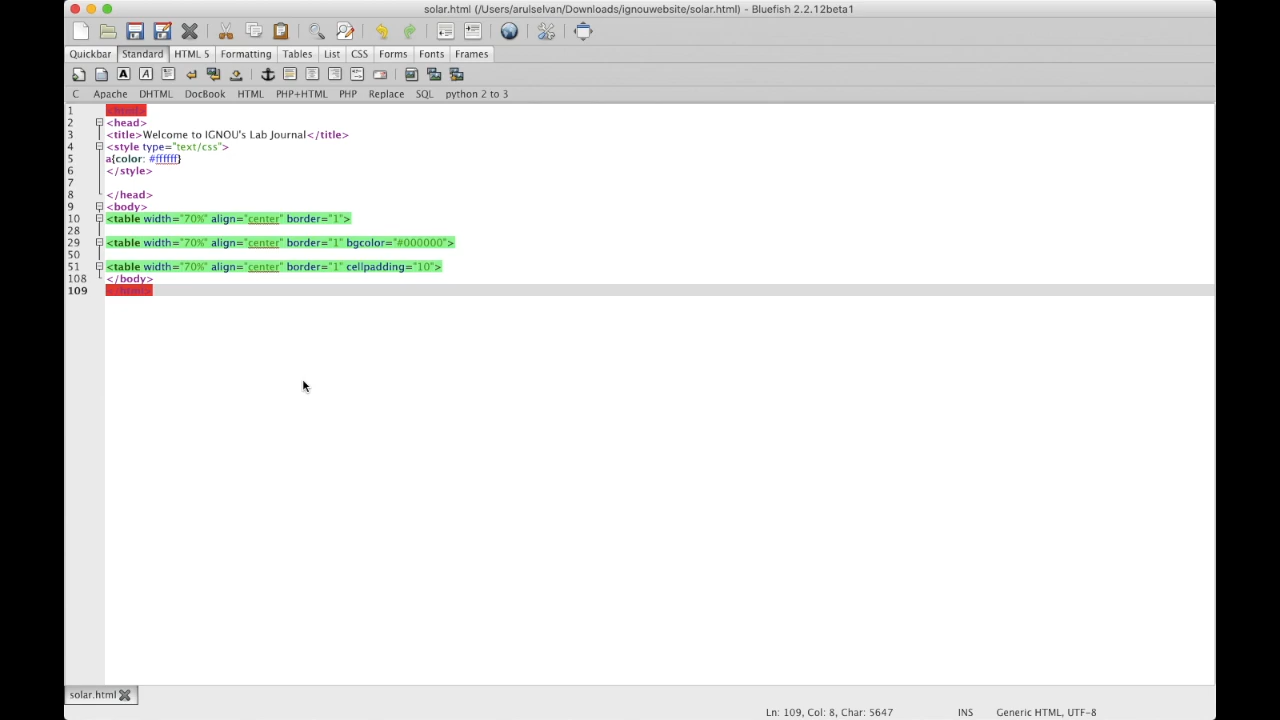 solar.html (/Users/arulselvan/Downloads/ignouwebsite/solar.html) - Bluefish 2.2.12beta1
Quickbar Standard HTML 5 Formatting Tables List CSS Forms Fonts Frames
C Apache DHTML DocBook HTML PHP+HTML PHP Replace SQL python 2 to 3
1 <html>
2 <head>
3 <title>Welcome to IGNOU's Lab Journal</title>
4 <style type="text/css">
5 a{color: #ffffff}
6 </style>
7
8 </head>
9 <body>
10 <table width="70%" align="center" border="1">
28
29 <table width="70%" align="center" border="1" bgcolor="#000000">
50
51 <table width="70%" align="center" border="1" cellpadding="10">
108 </body>
109 </html>
solar.html
Ln: 109, Col: 8, Char: 5647 INS Generic HTML, UTF-8